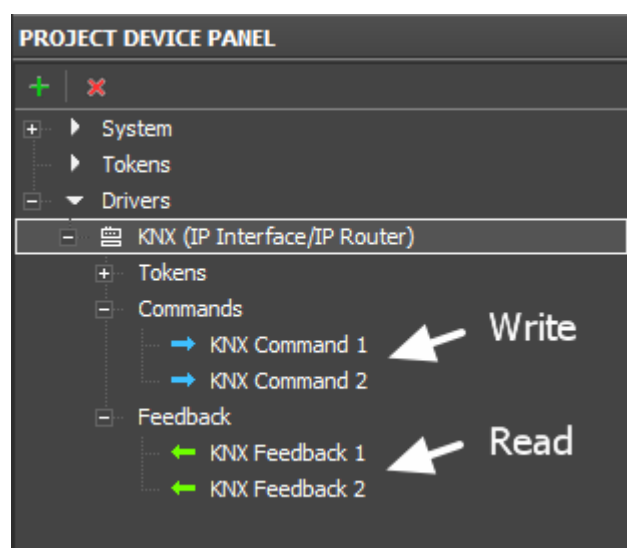 PROJECT DEVICE PANEL
System
Tokens
Drivers
KNX (IP Interface/IP Router)
Tokens
Commands
KNX Command 1
Write
KNX Command 2
Feedback
KNX Feedback 1
Read
KNX Feedback 2